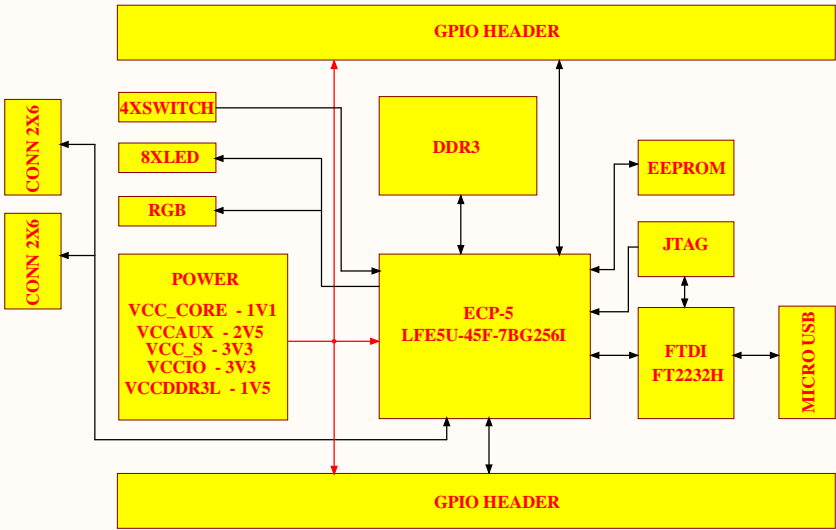 GPIO HEADER
CONN 2X6
4XSWITCH
8XLED
RGB
DDR3
EEPROM
CONN 2X6
JTAG
POWER
VCC_CORE - 1V1
VCCAUX - 2V5
VCC_S - 3V3
VCCIO - 3V3
VCCDDR3L - 1V5
ECP-5
LFE5U-45F-7BG256I
FTDI
FT2232H
MICRO USB
GPIO HEADER